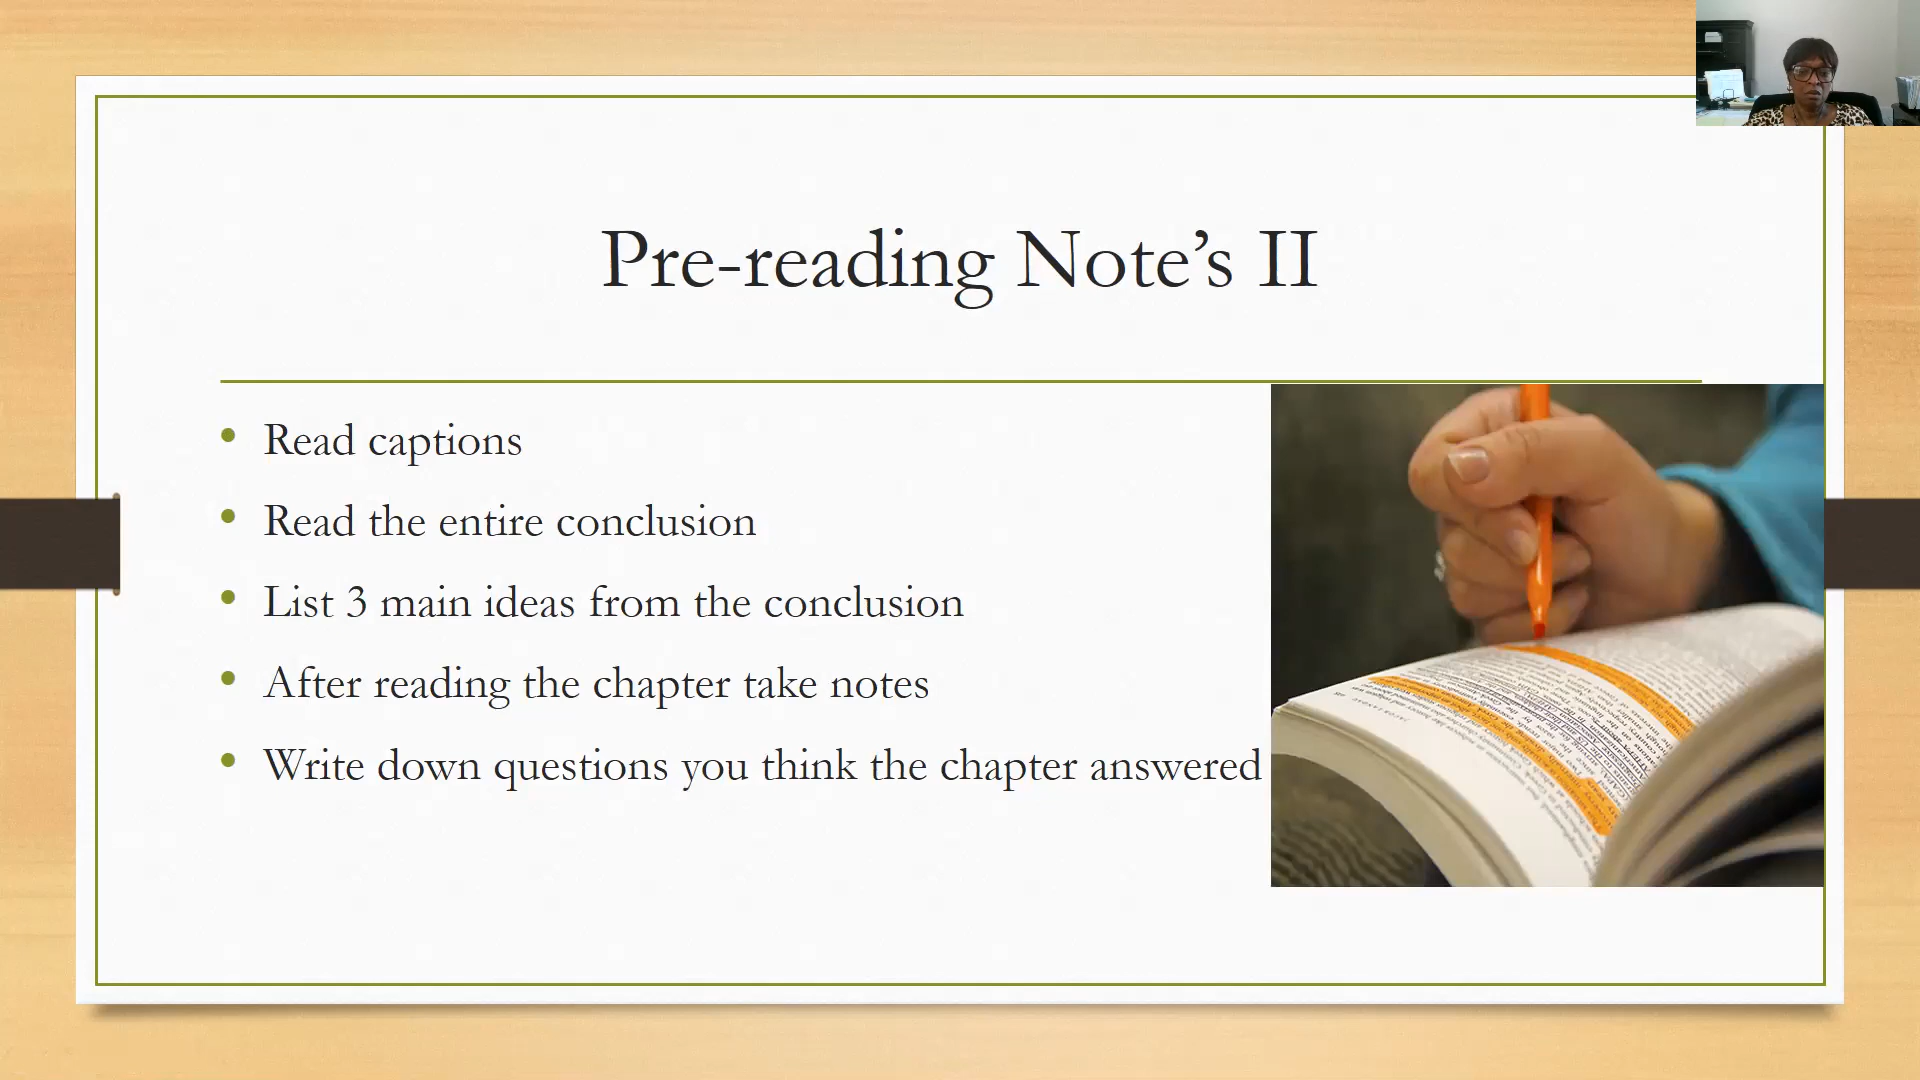 Pre-reading Note’s II
Read captions
Read the entire conclusion
List 3 main ideas from the conclusion
After reading the chapter take notes
Write down questions you think the chapter answered